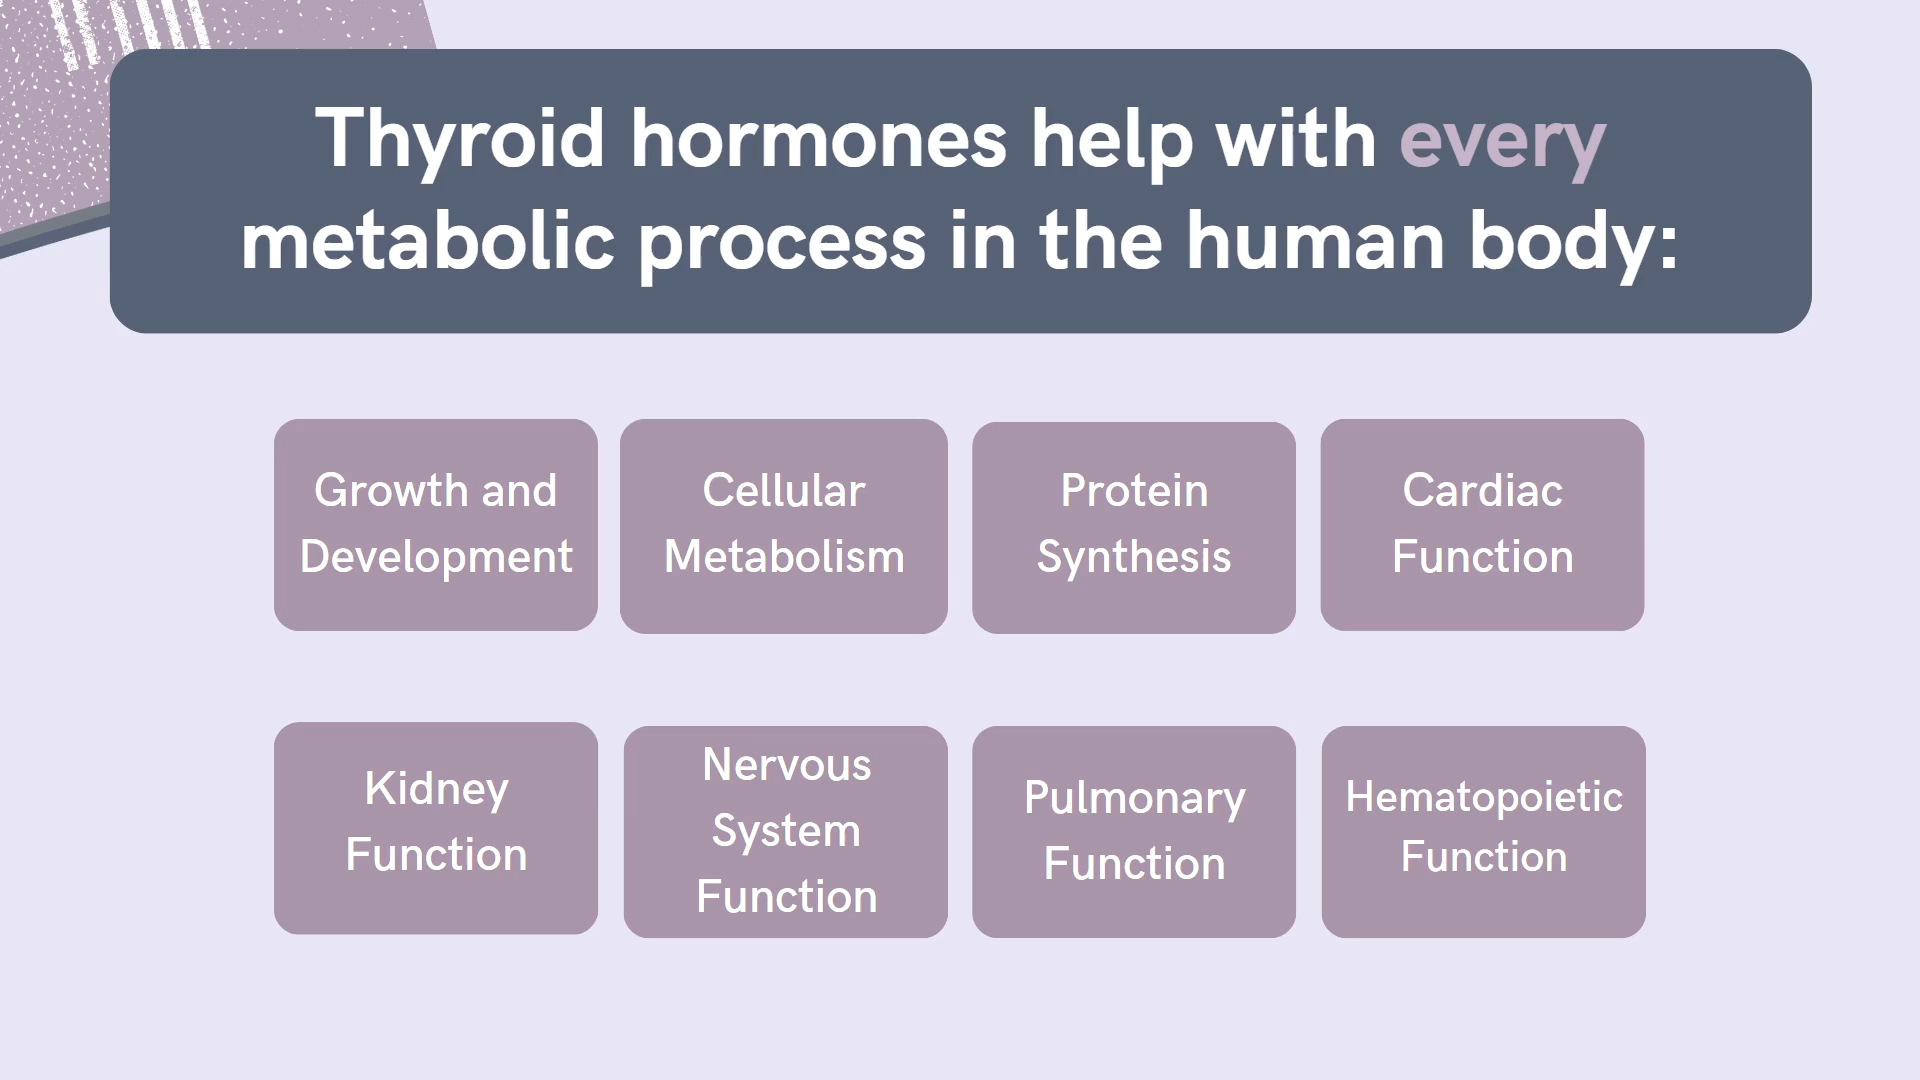 Thyroid hormones help with every
metabolic process in the human body:
Growth and
Development
Cellular
Metabolism
Protein
Synthesis
Cardiac
Function
Kidney
Function
Nervous
System
Function
Pulmonary
Function
Hematopoietic
Function